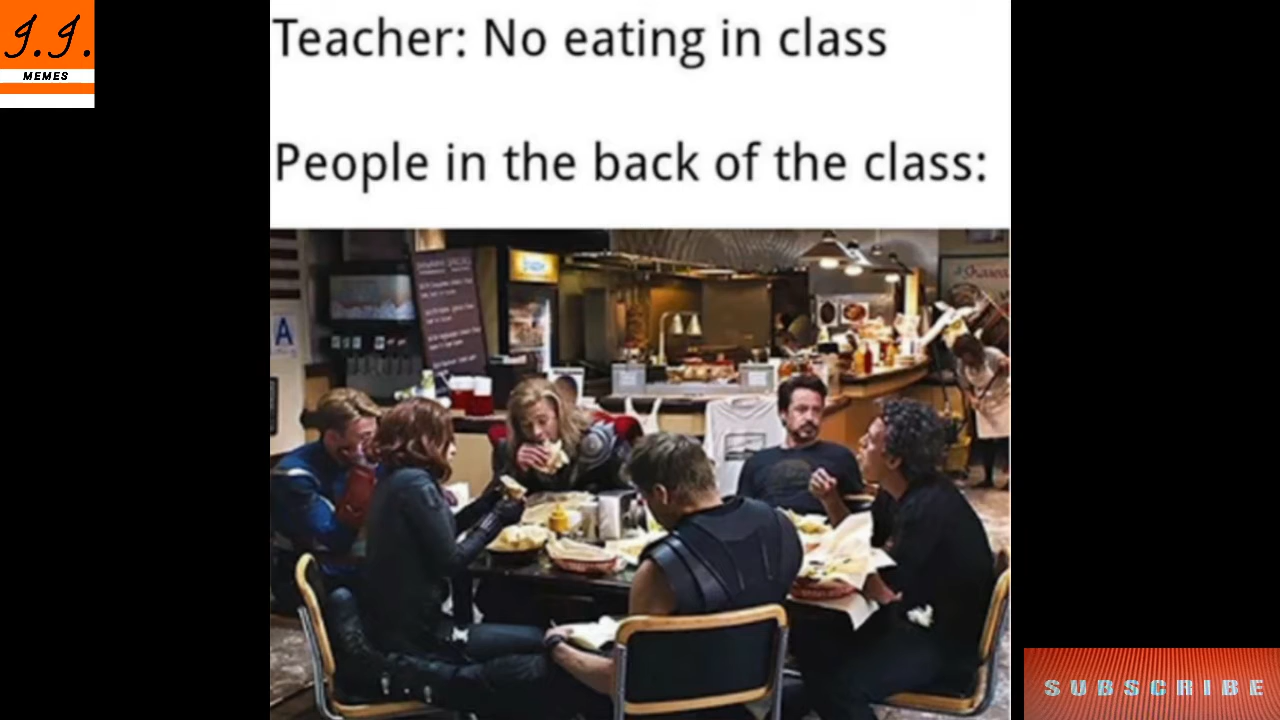 J.J.
MEMES
Teacher: No eating in class
People in the back of the class:
A
SUBSCRIBE